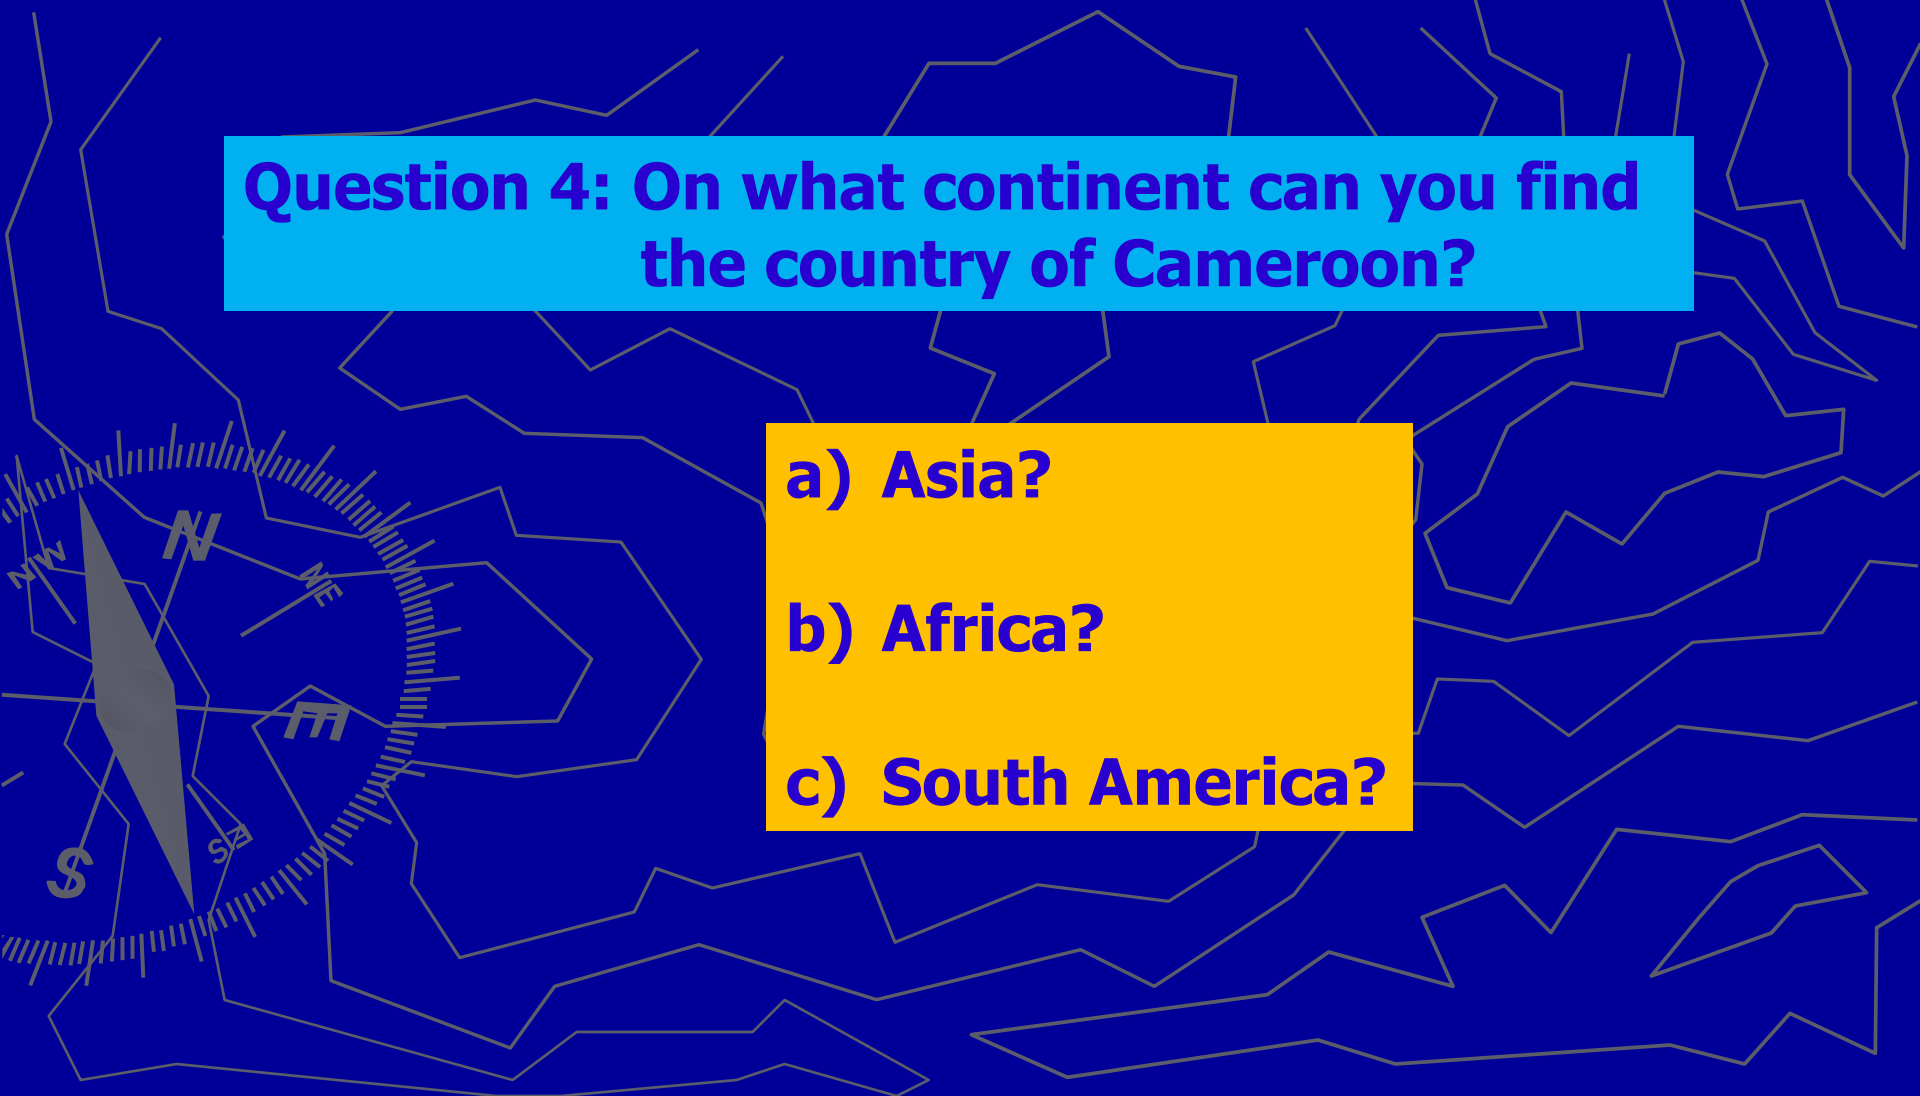 Question 4: On what continent can you find
the country of Cameroon?
a) Asia?
b) Africa?
c) South America?
N
NW
NE
E
SE
S